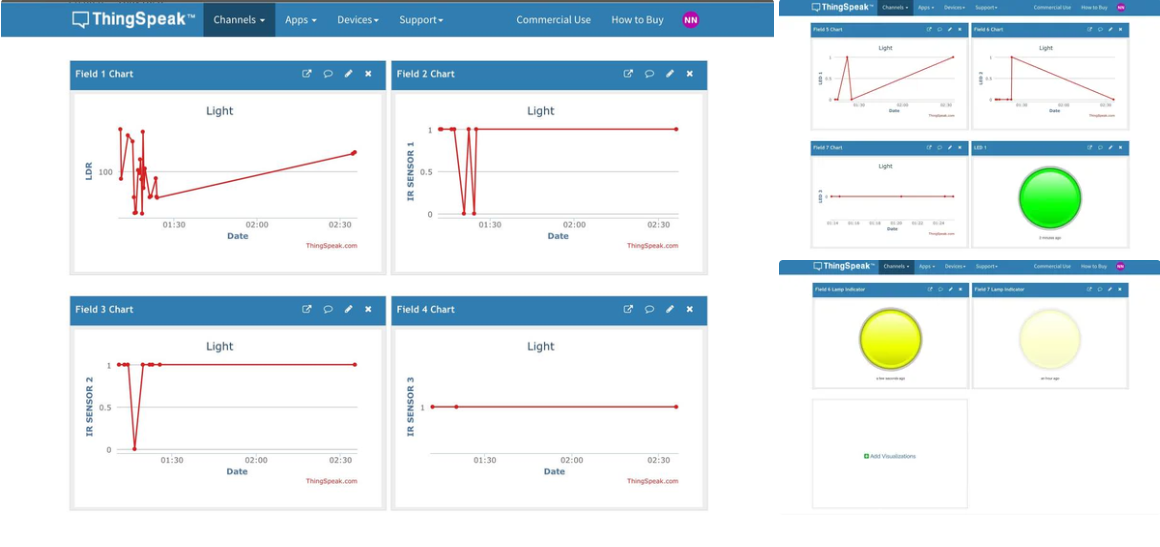 ThingSpeak™ Channels Apps Devices Support Commercial Use How to Buy NN
Field 1 Chart
Light
LDR
100
01:30 02:00 02:30
Date
ThingSpeak.com
Field 2 Chart
Light
IR SENSOR 1
1
0.5
0
01:30 02:00 02:30
Date
ThingSpeak.com
Field 3 Chart
Light
IR SENSOR 2
1
0.5
0
01:30 02:00 02:30
Date
ThingSpeak.com
Field 4 Chart
Light
IR SENSOR 3
1
01:30 02:00 02:30
Date
ThingSpeak.com
ThingSpeak™ Channels Apps Devices Support Commercial Use How to Buy NN
Field 5 Chart
Light
LED 1
1
0.5
0
01:30 02:00 02:30
Date
ThingSpeak.com
Field 6 Chart
Light
1
0.5
0
01:30 02:00 02:30
Date
ThingSpeak.com
Field 7 Chart
Light
01:14 01:16 01:18 01:20 01:22 01:24
Date
ThingSpeak.com
LED 1
ThingSpeak™ Channels Apps Devices Support Commercial Use How to Buy NN
Field 6 Lamp Indicator
a few seconds ago
Field 7 Lamp Indicator
an hour ago
Add Visualizations